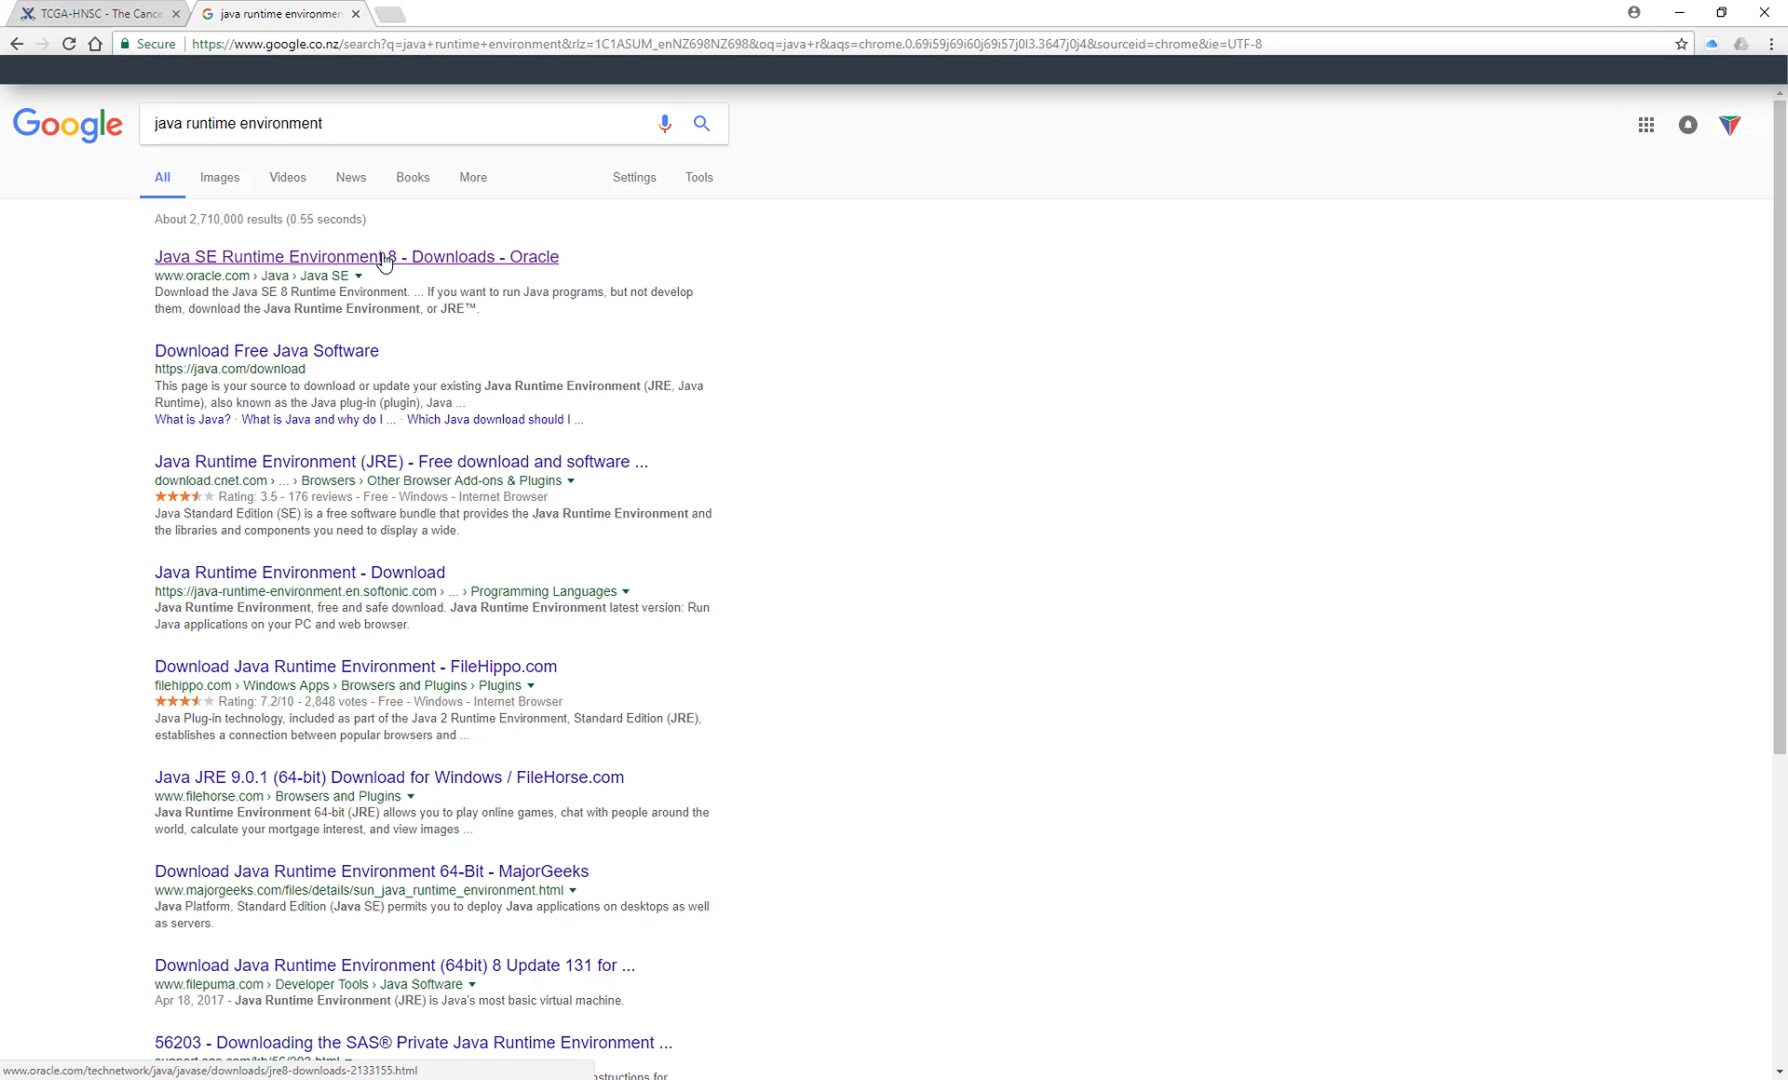 TCGA-HNSC - The Cance
java runtime environmen
Secure
https://www.google.co.nz/search?q=java+runtime+environment&rlz=1C1ASUM_enNZ698NZ698&oq=java+r&aqs=chrome.0.69i59j69i60j69i57j0l3.3647j0j4&sourceid=chrome&ie=UTF-8
Google
java runtime environment
All Images Videos News Books More Settings Tools
About 2,710,000 results (0.55 seconds)
Java SE Runtime Environment 8 - Downloads - Oracle
www.oracle.com › Java › Java SE
Download the Java SE 8 Runtime Environment. ... If you want to run Java programs, but not develop
them, download the Java Runtime Environment, or JRE™.
Download Free Java Software
https://java.com/download
This page is your source to download or update your existing Java Runtime Environment (JRE, Java
Runtime), also known as the Java plug-in (plugin), Java ...
What is Java? · What is Java and why do I ... · Which Java download should I ...
Java Runtime Environment (JRE) - Free download and software ...
download.cnet.com › ... › Browsers › Other Browser Add-ons & Plugins
Rating: 3.5 - 176 reviews - Free - Windows - Internet Browser
Java Standard Edition (SE) is a free software bundle that provides the Java Runtime Environment and
the libraries and components you need to display a wide.
Java Runtime Environment - Download
https://java-runtime-environment.en.softonic.com › ... › Programming Languages
Java Runtime Environment, free and safe download. Java Runtime Environment latest version: Run
Java applications on your PC and web browser.
Download Java Runtime Environment - FileHippo.com
filehippo.com › Windows Apps › Browsers and Plugins › Plugins
Rating: 7.2/10 - 2,848 votes - Free - Windows - Internet Browser
Java Plug-in technology, included as part of the Java 2 Runtime Environment, Standard Edition (JRE),
establishes a connection between popular browsers and ...
Java JRE 9.0.1 (64-bit) Download for Windows / FileHorse.com
www.filehorse.com › Browsers and Plugins
Java Runtime Environment 64-bit (JRE) allows you to play online games, chat with people around the
world, calculate your mortgage interest, and view images ...
Download Java Runtime Environment 64-Bit - MajorGeeks
www.majorgeeks.com/files/details/sun_java_runtime_environment.html
Java Platform, Standard Edition (Java SE) permits you to deploy Java applications on desktops as well
as servers.
Download Java Runtime Environment (64bit) 8 Update 131 for ...
www.filepuma.com › Developer Tools › Java Software
Apr 18, 2017 - Java Runtime Environment (JRE) is Java's most basic virtual machine.
56203 - Downloading the SAS® Private Java Runtime Environment ...
www.oracle.com/technetwork/java/javase/downloads/jre8-downloads-2133155.html